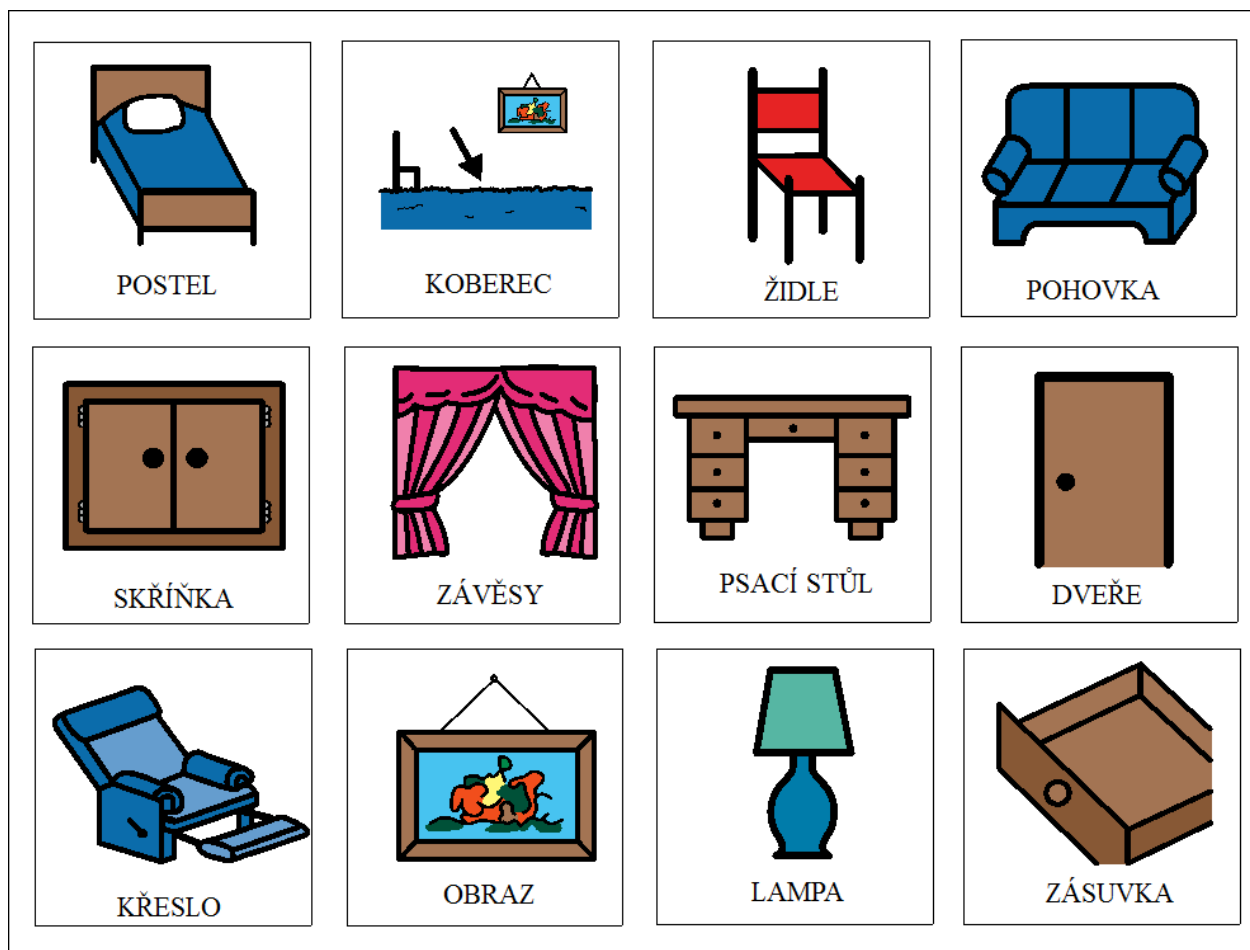 POSTEL
KOBEREC
ŽIDLE
POHOVKA
SKŘÍŇKA
ZÁVĚSY
PSACÍ STŮL
DVEŘE
KŘESLO
OBRAZ
LAMPA
ZÁSUVKA